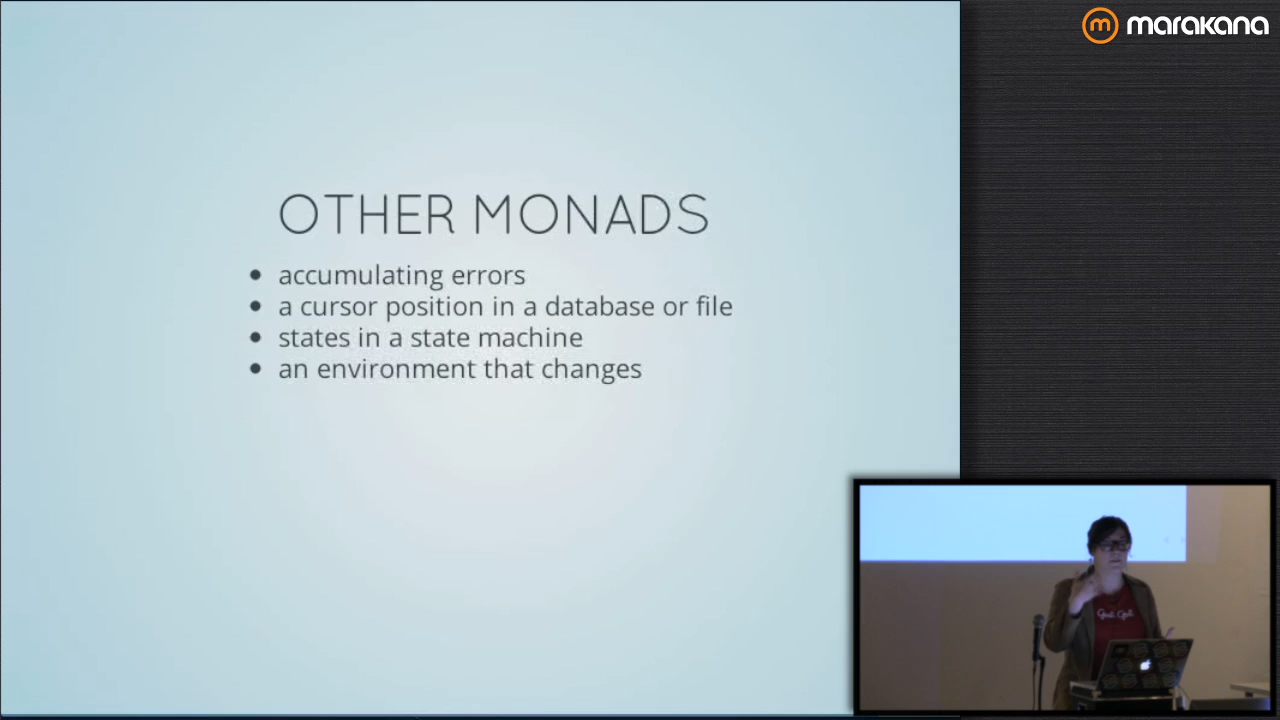 marakana
OTHER MONADS
accumulating errors
a cursor position in a database or file
states in a state machine
an environment that changes